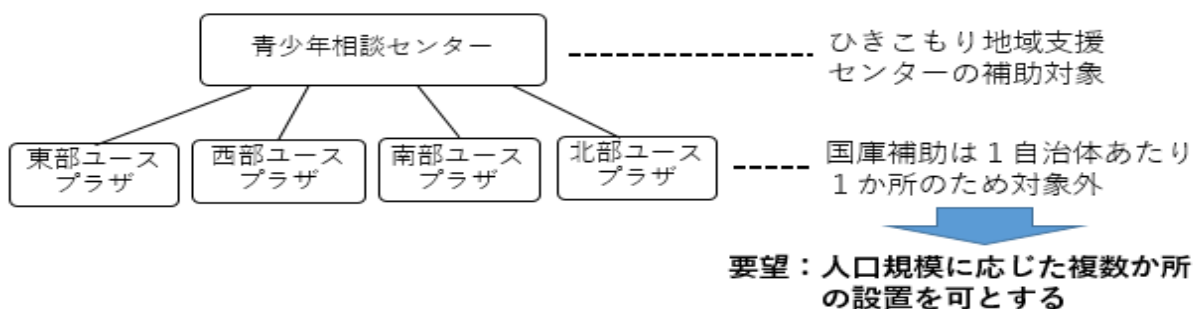 青少年相談センター
ひきこもり地域支援
センターの補助対象
東部ユース
プラザ
西部ユース
プラザ
南部ユース
プラザ
北部ユース
プラザ
国庫補助は１自治体あたり
１か所のため対象外
要望：人口規模に応じた複数か所
の設置を可とする